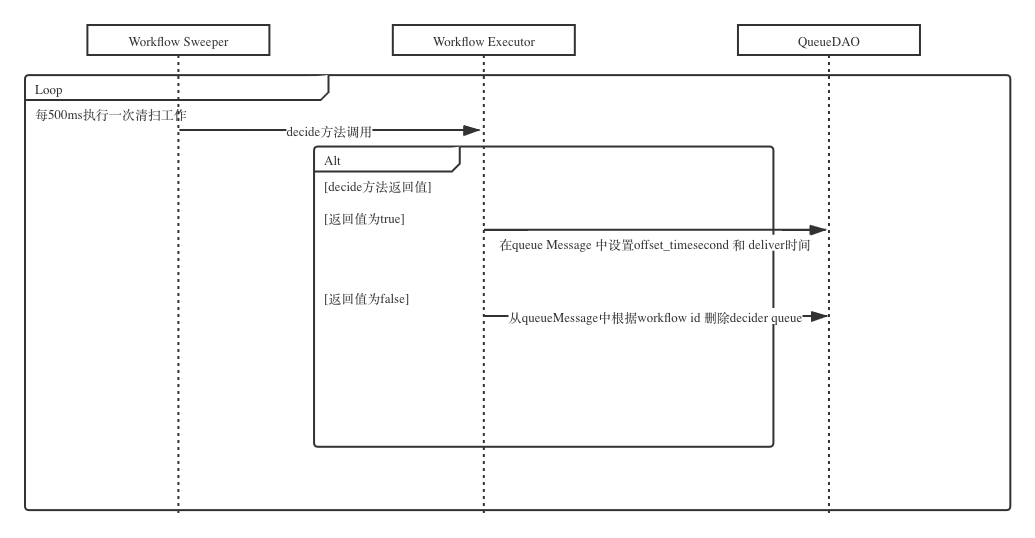 Workflow Sweeper
Workflow Executor
QueueDAO
Loop
每500ms执行一次清扫工作
decide方法调用
Alt
[decide方法返回值]
[返回值为true]
在queue Message 中设置offset_timesecond 和 deliver时间
[返回值为false]
从queueMessage中根据workflow id 删除decider queue